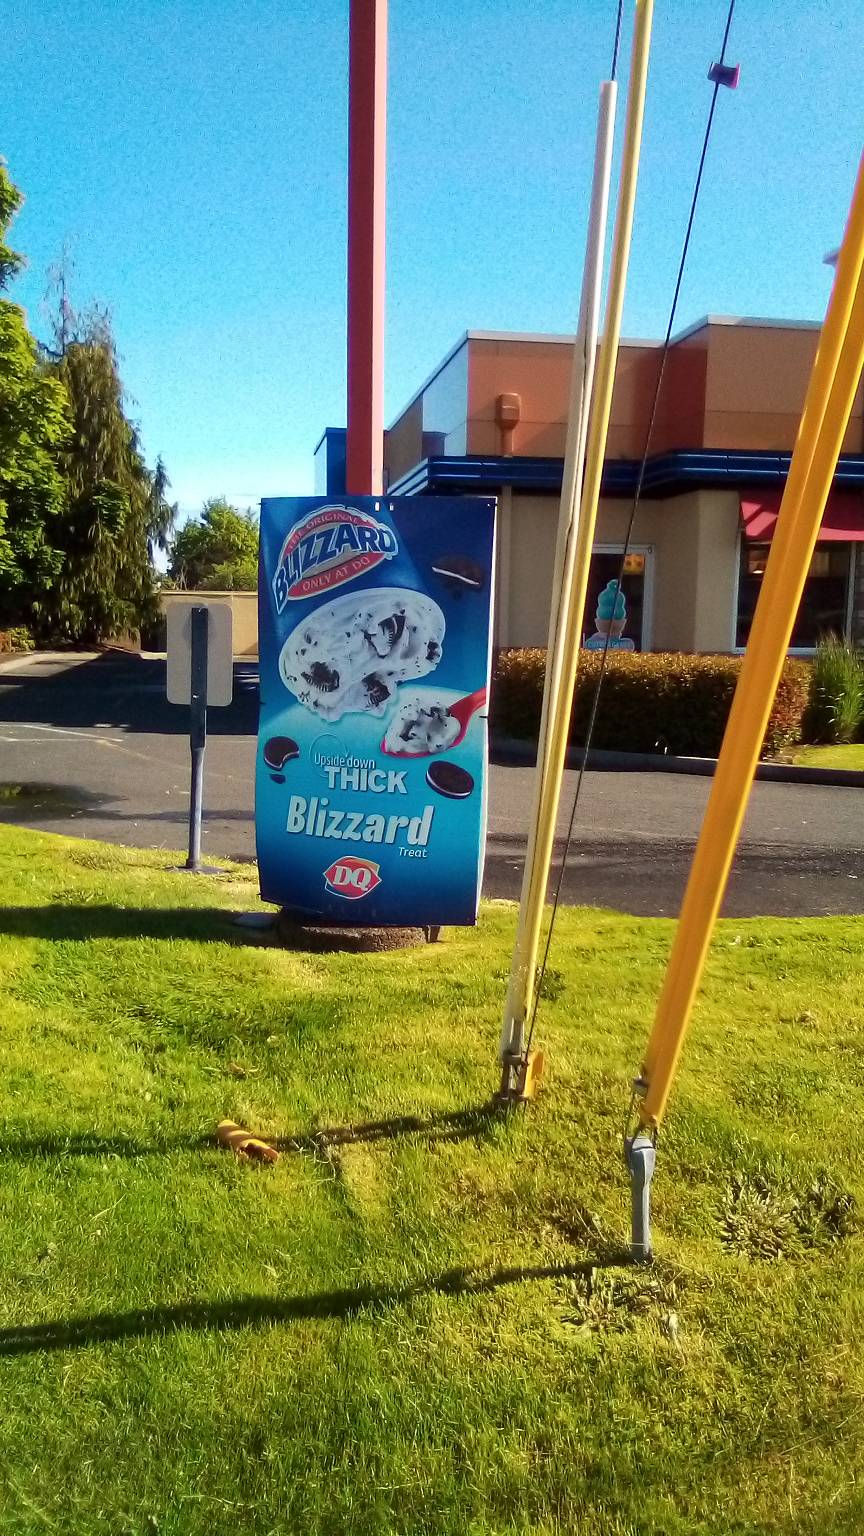 THE ORIGINAL
BLIZZARD
ONLY AT DQ
Upside down
THICK
Blizzard
Treat
DQ